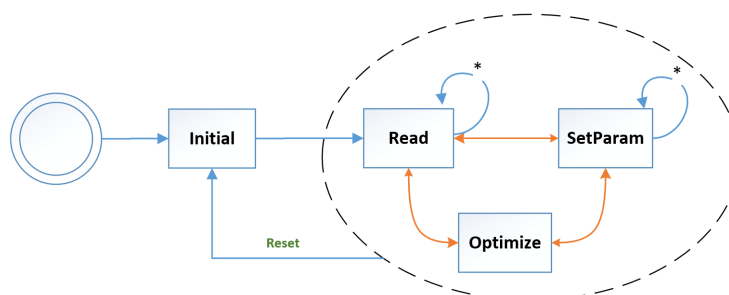 *
*
Initial
Read
SetParam
Optimize
Reset